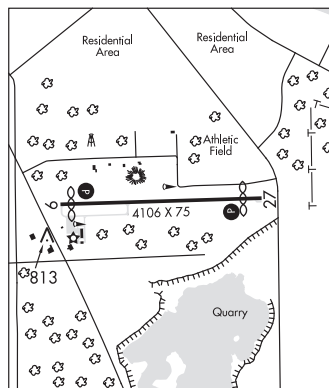 Residential
Area
Residential
Area
Athletic
Field
P
9
4106 X 75
P
27
813
Quarry